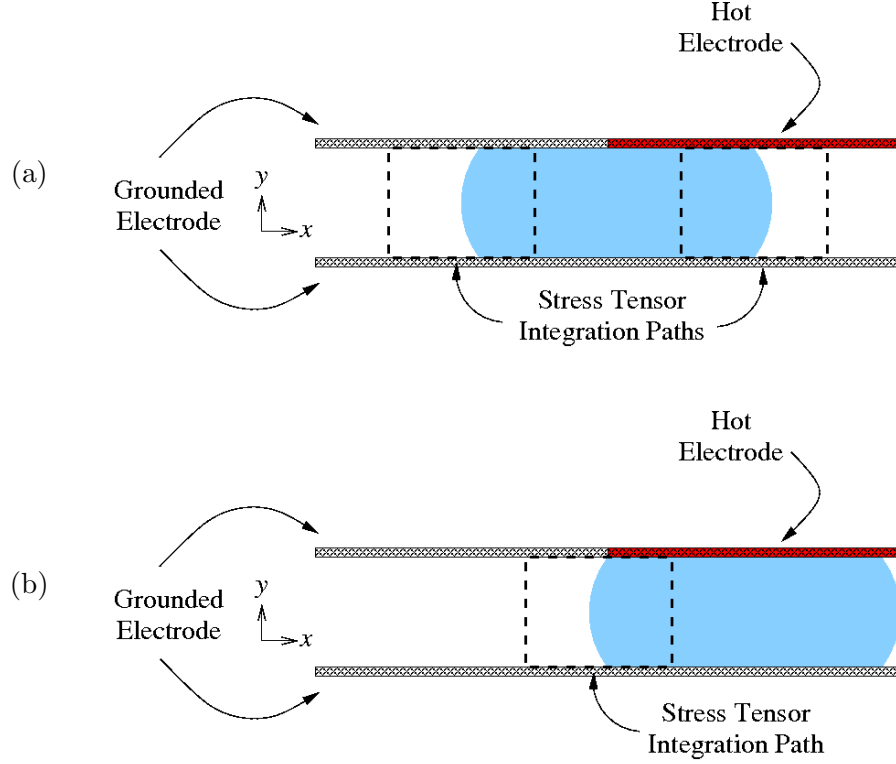 Hot
Electrode
(a)
Grounded
Electrode
y
x
Stress Tensor
Integration Paths
Hot
Electrode
(b)
Grounded
Electrode
y
x
Stress Tensor
Integration Path